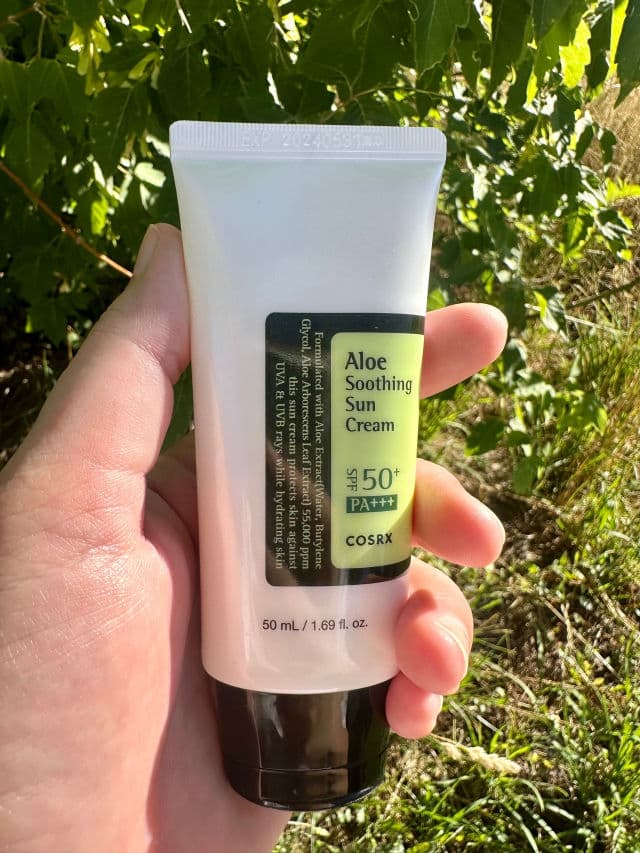 EXP 20240531
Aloe
Soothing
Sun
Cream
SPF 50+
PA+++
COSRX
Formulated with Aloe Extract(Water, Butylene
Glycol, Aloe Arborescens Leaf Extract) 55,000 ppm
this sun cream protects skin against
UVA & UVB rays while hydrating skin
50 mL / 1.69 fl. oz.